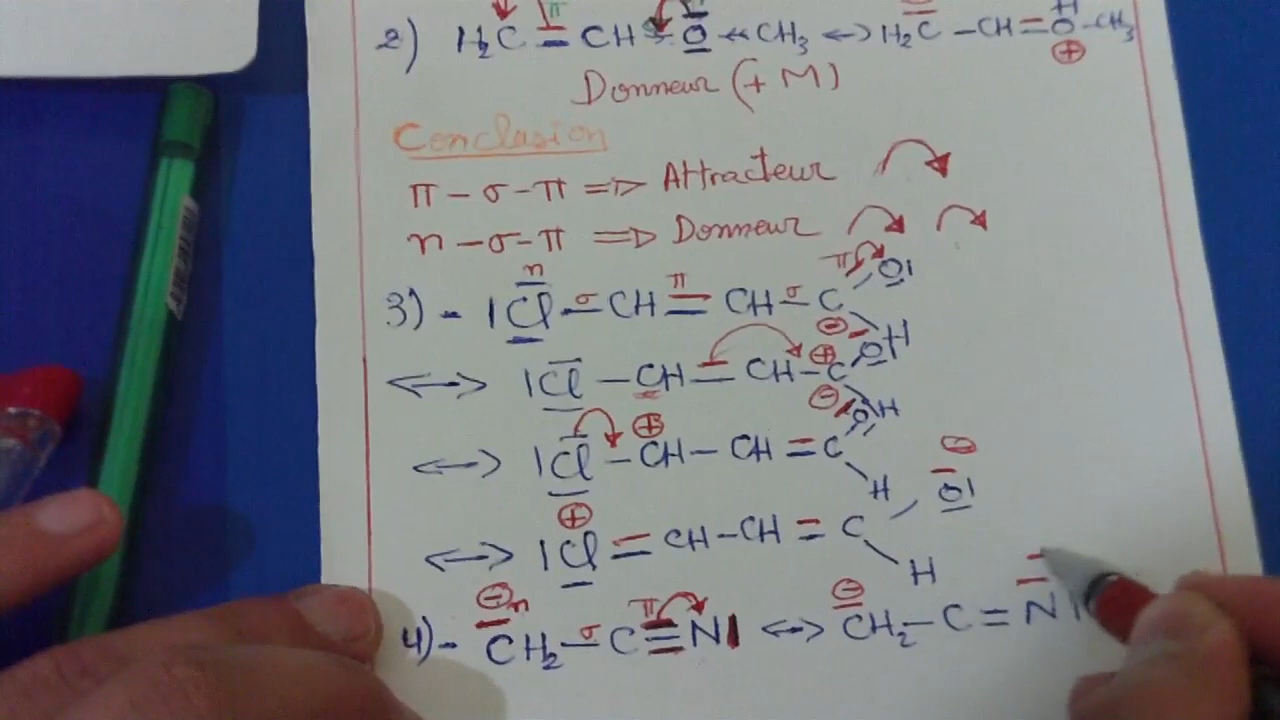 2) H₂C = CH - O - CH₃ ↔ H₂C - CH = O - CH₃
⊕
Donneur (+M)
Conclusion
π - σ - π ⇒ Attracteur
n - σ - π ⇒ Donneur
n σ π σ π
3) - |Cl - CH = CH - C O| H
⊖
↔ |Cl - CH = CH - C ⊕ O| H
⊖
↔ |Cl - CH ⊕ - CH = C O| H
⊖
⊕
↔ |Cl = CH - CH = C O| H
⊖ n σ π ⊖
4) - CH₂ - C ≡ N| ↔ CH₂ - C = N|